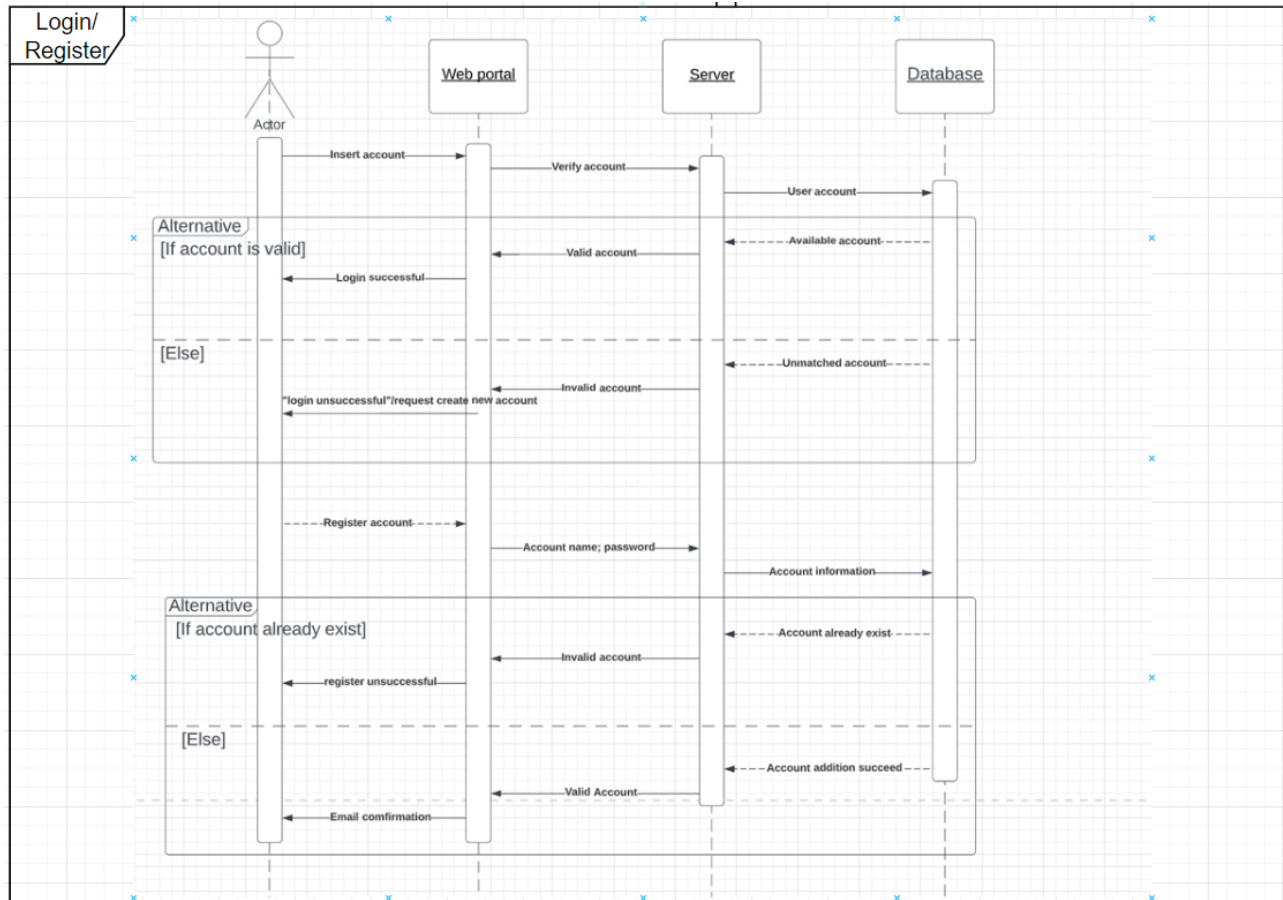 Login/
Register
Actor
Web portal
Server
Database
Insert account
Verify account
User account
Alternative
[If account is valid]
Available account
Valid account
Login successful
[Else]
Unmatched account
Invalid account
"login unsuccessful"/request create new account
Register account
Account name; password
Account information
Alternative
[If account already exist]
Account already exist
Invalid account
register unsuccessful
[Else]
Account addition succeed
Valid Account
Email comfirmation